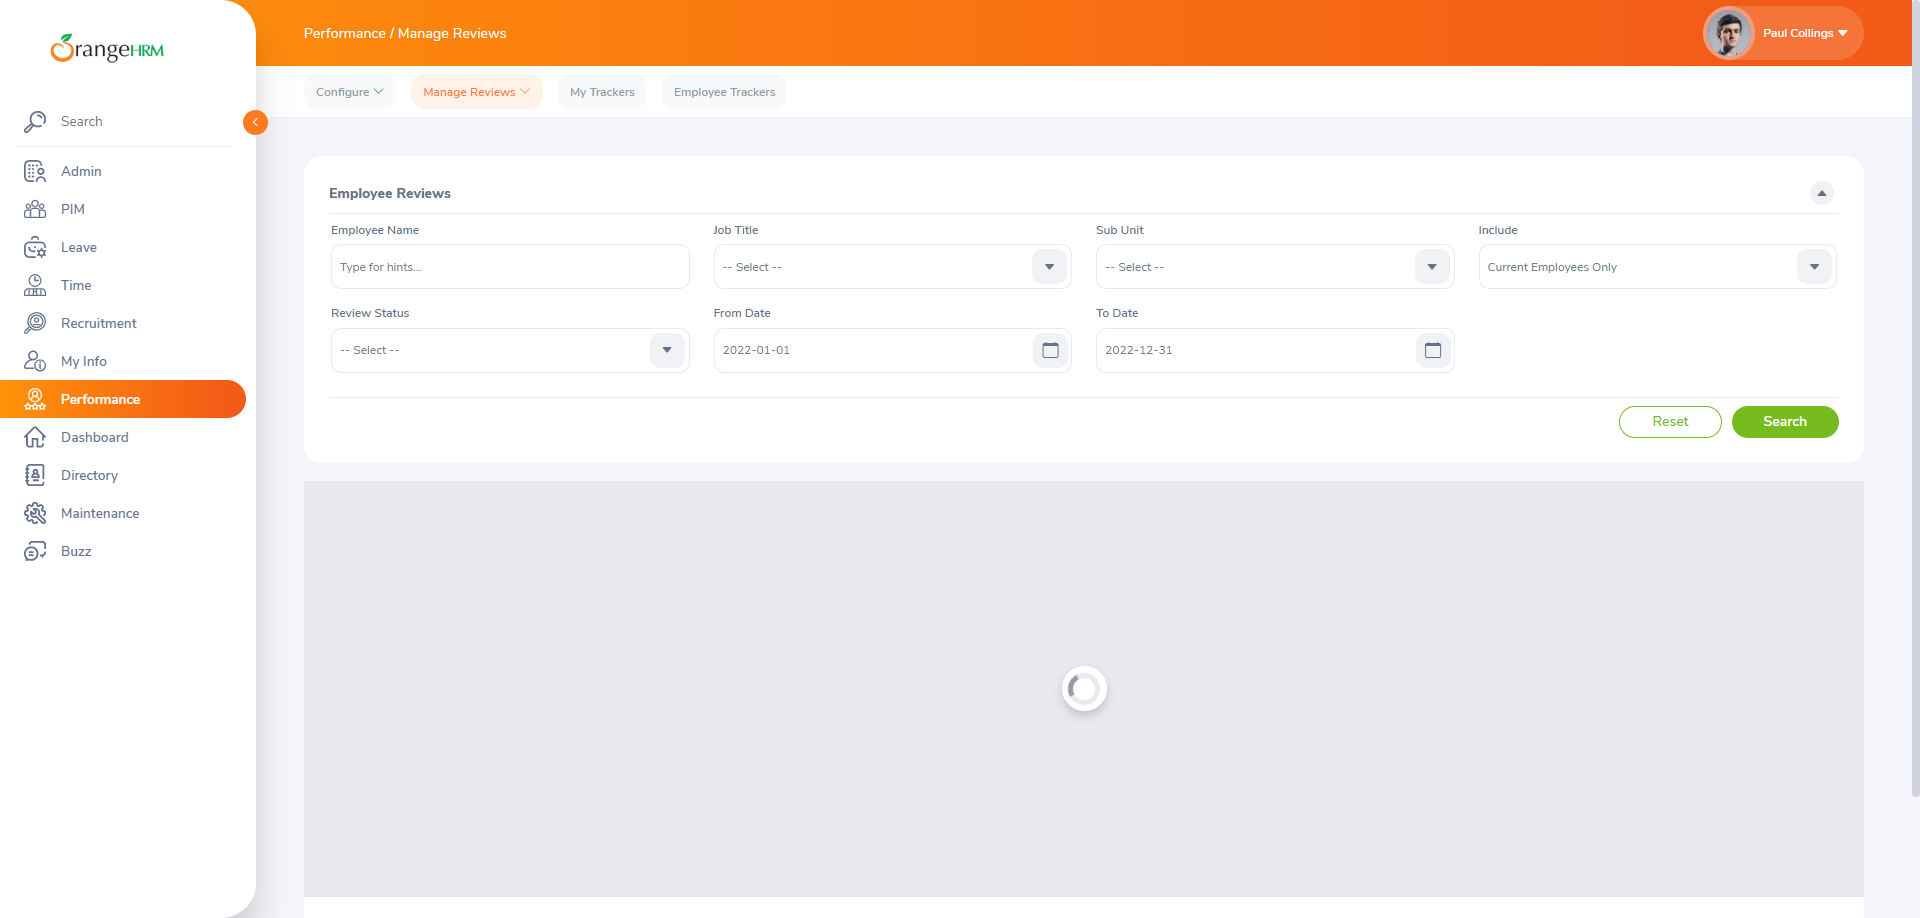 OrangeHRM
Performance / Manage Reviews
Paul Collings
Configure
Manage Reviews
My Trackers
Employee Trackers
Search
Admin
PIM
Leave
Time
Recruitment
My Info
Performance
Dashboard
Directory
Maintenance
Buzz
Employee Reviews
Employee Name
Job Title
Sub Unit
Include
Type for hints...
-- Select --
-- Select --
Current Employees Only
Review Status
From Date
To Date
-- Select --
2022-01-01
2022-12-31
Reset
Search